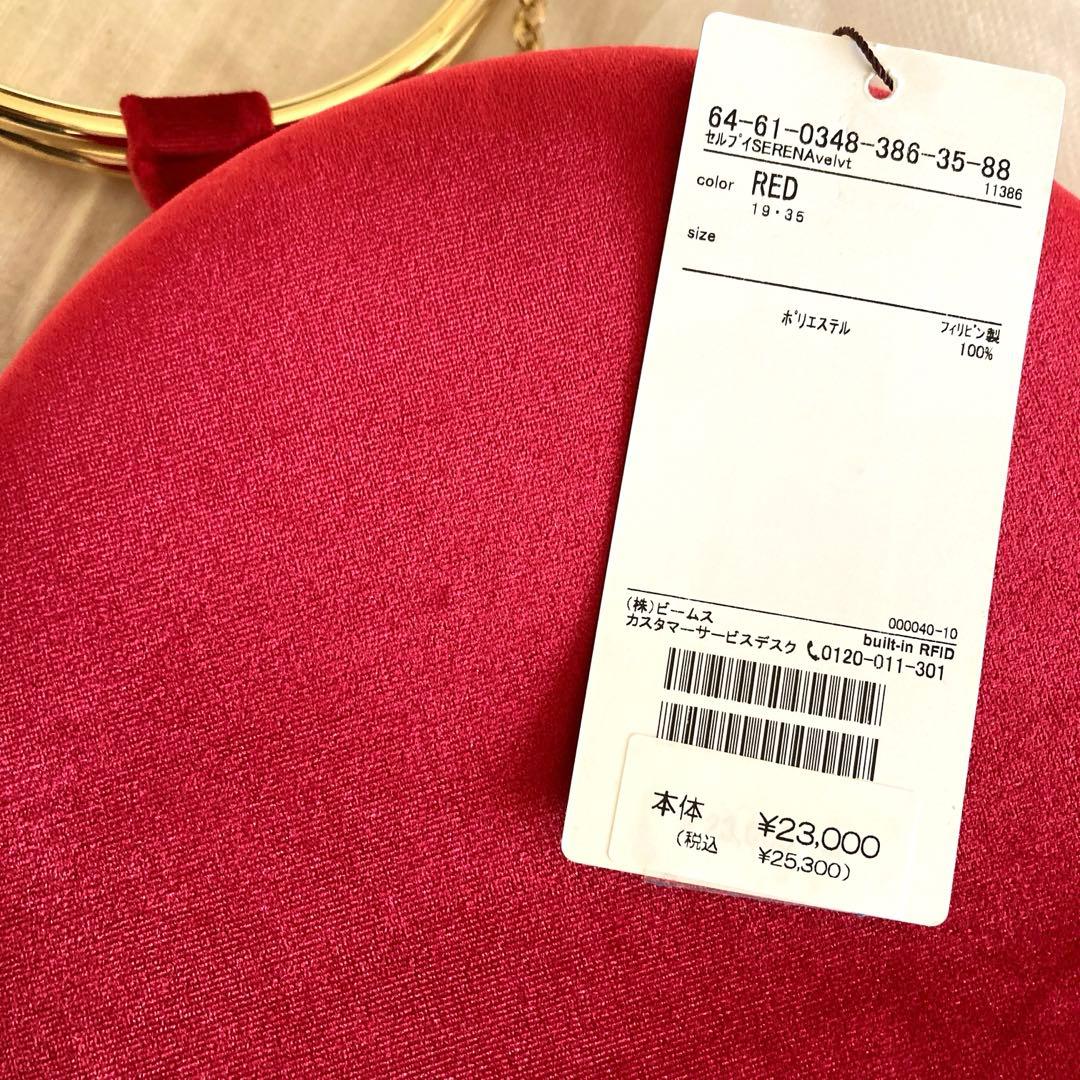 64-61-0348-386-35-88
ｾﾙﾌﾟｲSERENAvelvt
11386
color RED
19・35
size
ﾎﾟﾘｴｽﾃﾙ
ﾌｨﾘﾋﾟﾝ製
100%
(株)ビームス
000040-10
カスタマーサービスデスク
built-in RFID
0120-011-301
本体 ¥23,000
(税込 ¥25,300)